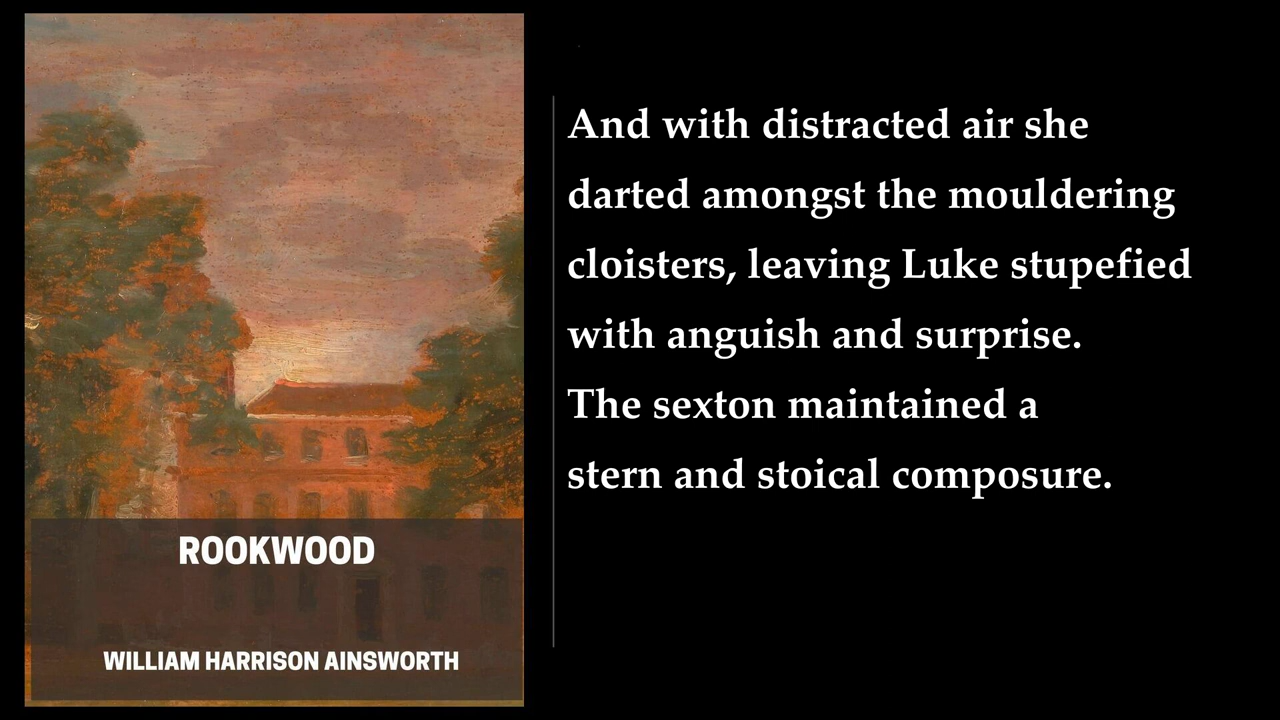 ROOKWOOD
WILLIAM HARRISON AINSWORTH
And with distracted air she
darted amongst the mouldering
cloisters, leaving Luke stupefied
with anguish and surprise.
The sexton maintained a
stern and stoical composure.